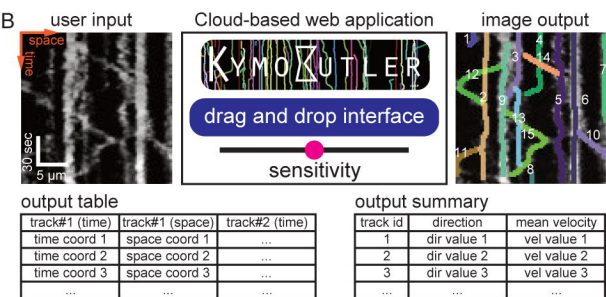 B
user input
Cloud-based web application
image output
space
time
30 sec
5 μm
KYMOBUTLER
drag and drop interface
sensitivity
1
3
4
14
7
12
2
9
5
6
13
15
10
11
8
output table
track#1 (time) track#1 (space) track#2 (time)
time coord 1 space coord 1 ...
time coord 2 space coord 2 ...
time coord 3 space coord 3 ...
... ... ...
output summary
track id direction mean velocity
1 dir value 1 vel value 1
2 dir value 2 vel value 2
3 dir value 3 vel value 3
... ... ...